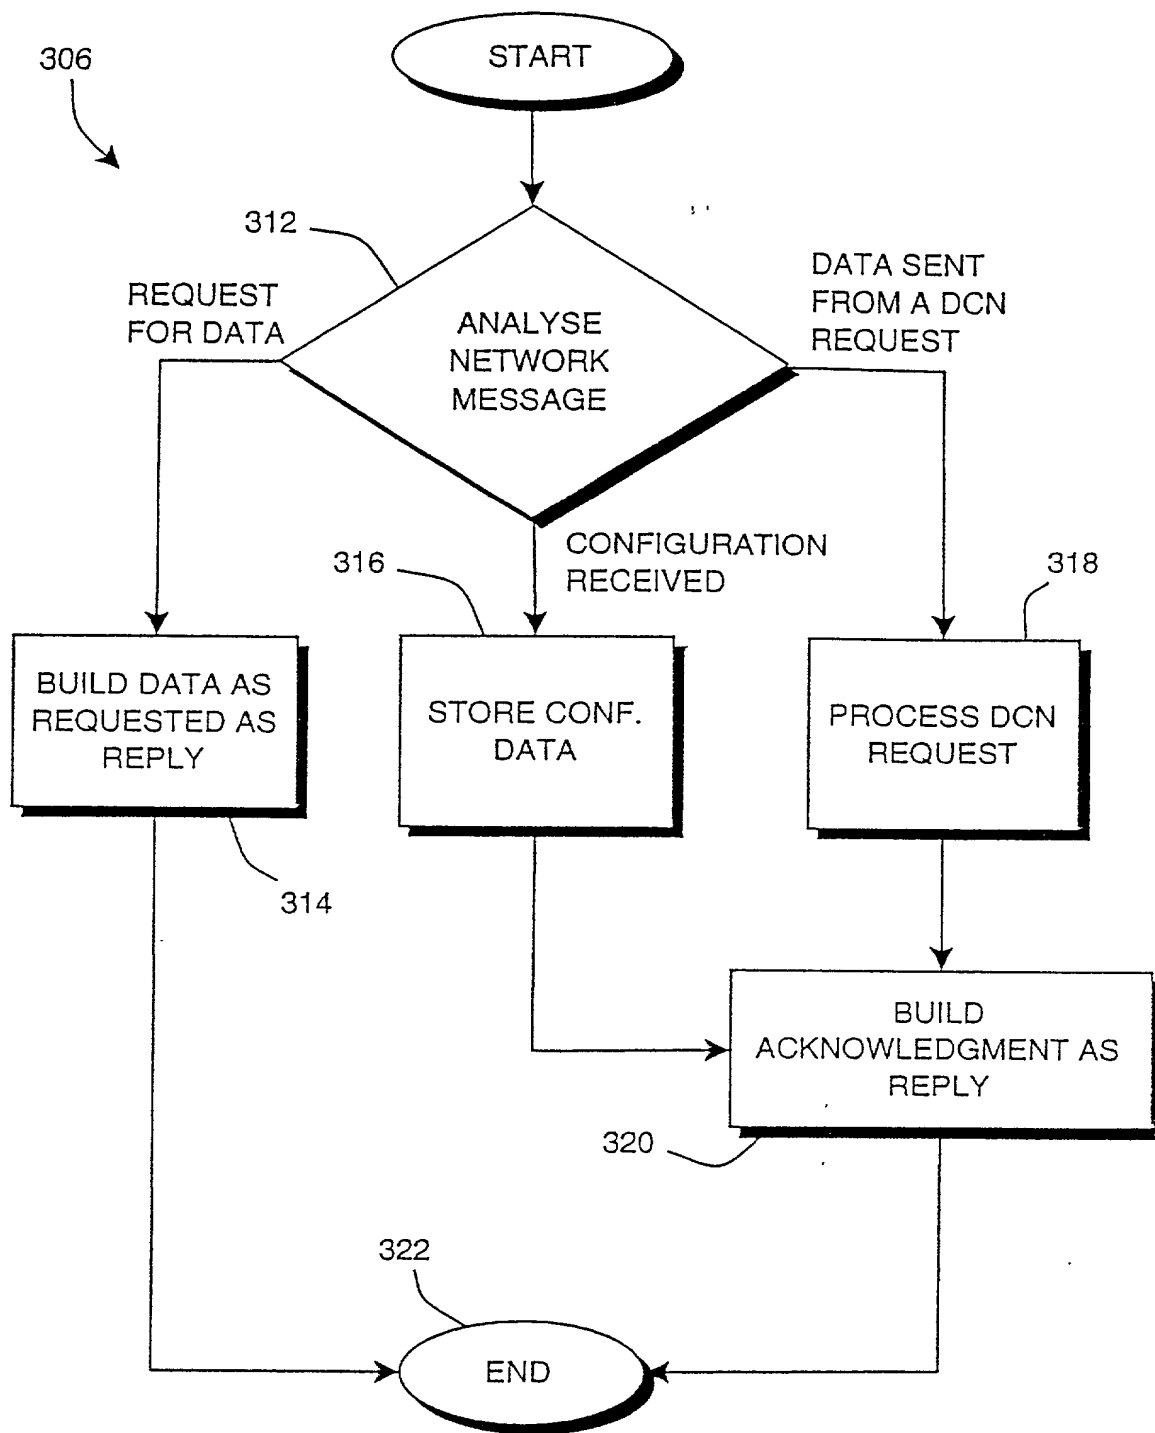 START
306
312
DATA SENT
FROM A DCN
REQUEST
REQUEST
FOR DATA
ANALYSE
NETWORK
MESSAGE
CONFIGURATION
RECEIVED
316
318
BUILD DATA AS
REQUESTED AS
REPLY
STORE CONF.
DATA
PROCESS DCN
REQUEST
314
BUILD
ACKNOWLEDGMENT AS
REPLY
320
322
END